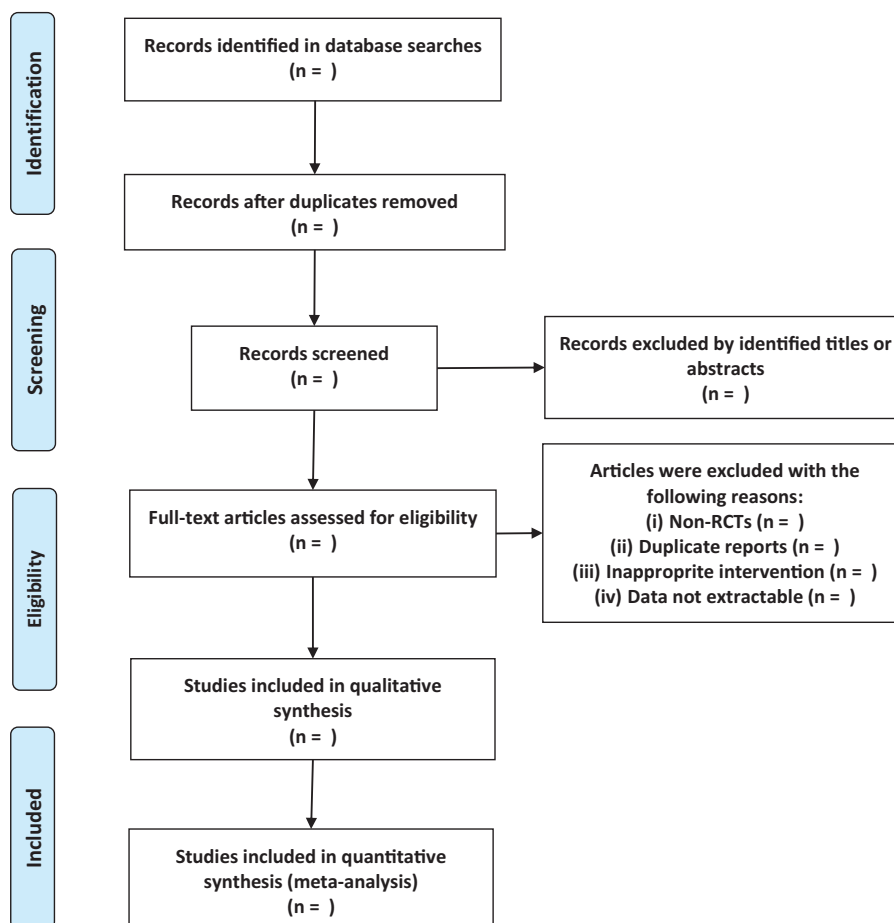 Identification
Records identified in database searches
(n =  )
Records after duplicates removed
(n =  )
Screening
Records screened
(n =  )
Records excluded by identified titles or
abstracts
(n =  )
Eligibility
Full-text articles assessed for eligibility
(n =  )
Articles were excluded with the
following reasons:
(i) Non-RCTs (n =  )
(ii) Duplicate reports (n =  )
(iii) Inapproprite intervention (n =  )
(iv) Data not extractable (n =  )
Studies included in qualitative
synthesis
(n =  )
Included
Studies included in quantitative
synthesis (meta-analysis)
(n =  )